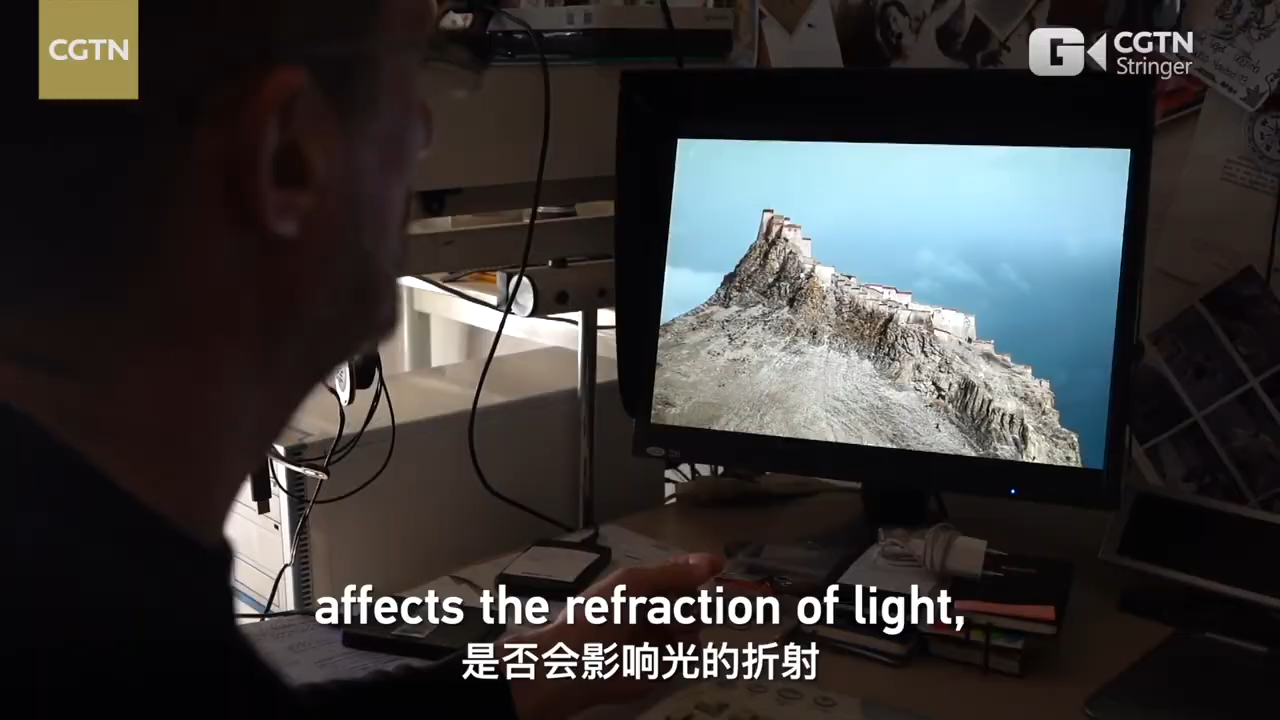 CGTN
CGTN
Stringer
affects the refraction of light,
是否会影响光的折射